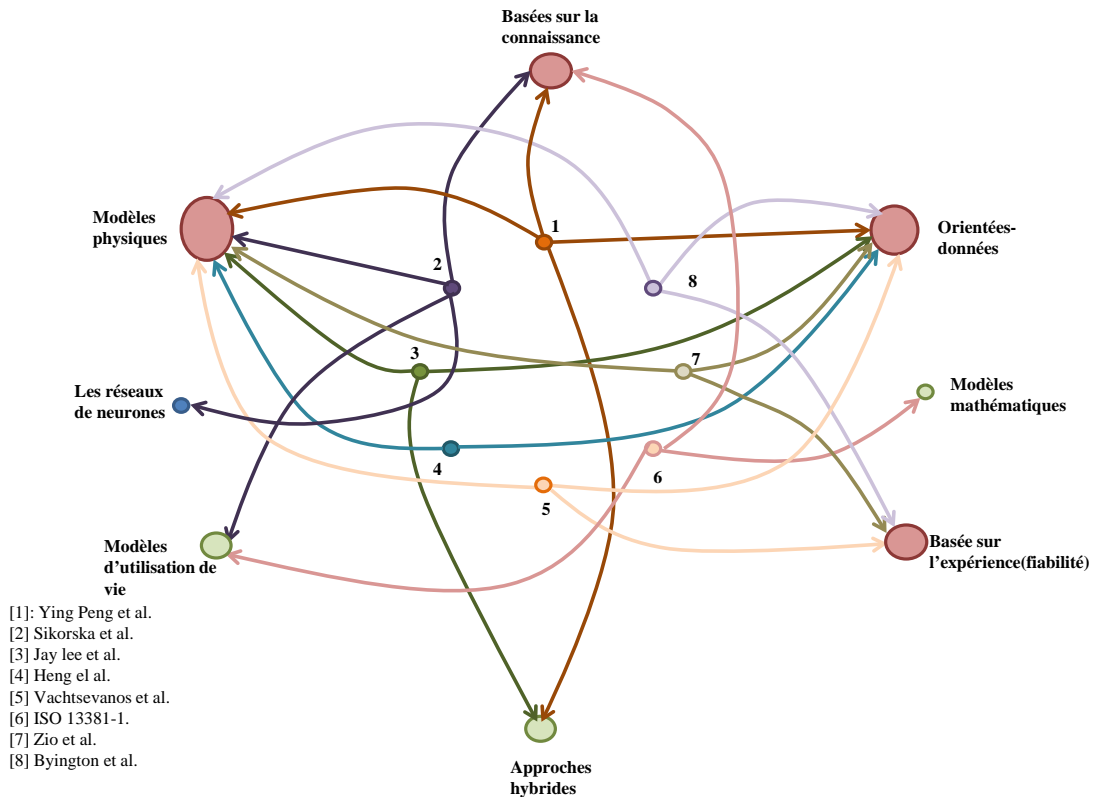 Basées sur la
connaissance
Modèles
physiques
1
Orientées-
données
2
8
3
7
Les réseaux
de neurones
Modèles
mathématiques
4
6
5
Modèles
d’utilisation de
vie
Basée sur
l’expérience(fiabilité)
[1]: Ying Peng et al.
[2] Sikorska et al.
[3] Jay lee et al.
[4] Heng el al.
[5] Vachtsevanos et al.
[6] ISO 13381-1.
[7] Zio et al.
[8] Byington et al.
Approches
hybrides